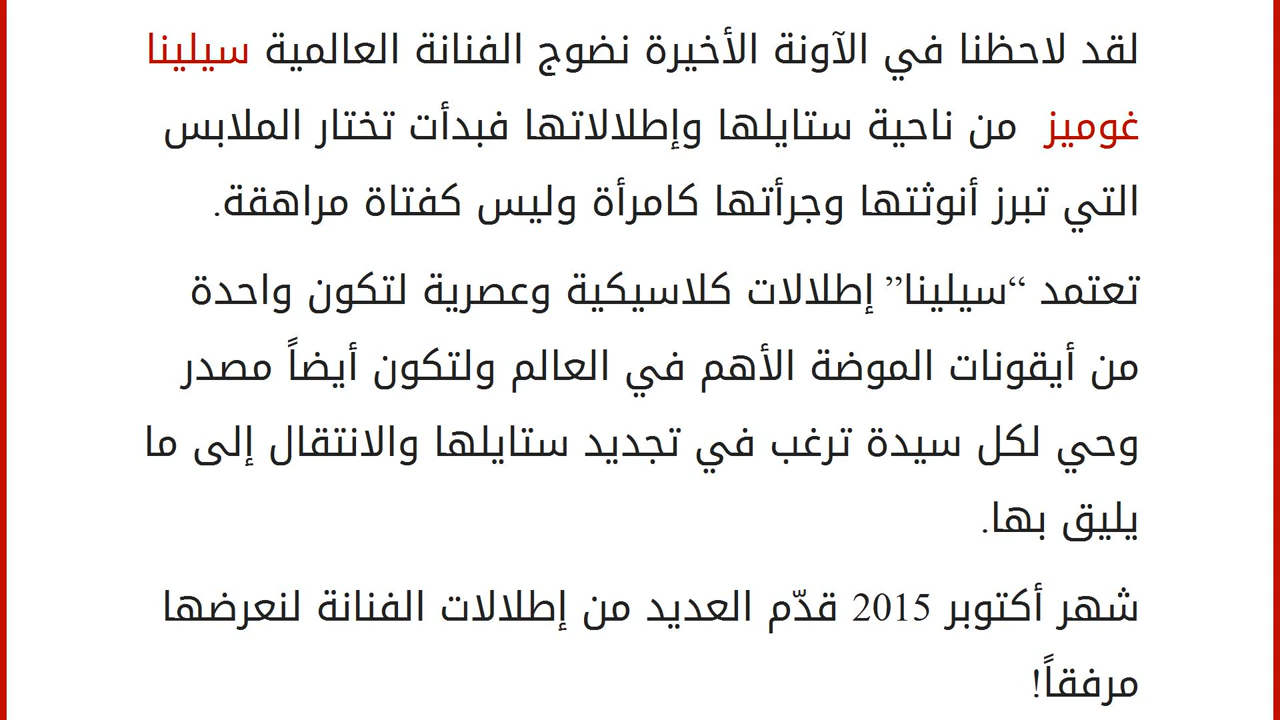 لقد لاحظنا في الآونة الأخيرة نضوج الفنانة العالمية سيلينا
غوميز من ناحية ستايلها وإطلالاتها فبدأت تختار الملابس
التي تبرز أنوثتها وجرأتها كامرأة وليس كفتاة مراهقة.
تعتمد “سيلينا” إطلالات كلاسيكية وعصرية لتكون واحدة
من أيقونات الموضة الأهم في العالم ولتكون أيضاً مصدر
وحي لكل سيدة ترغب في تجديد ستايلها والانتقال إلى ما
يليق بها.
شهر أكتوبر 2015 قدّم العديد من إطلالات الفنانة لنعرضها
مرفقاً!